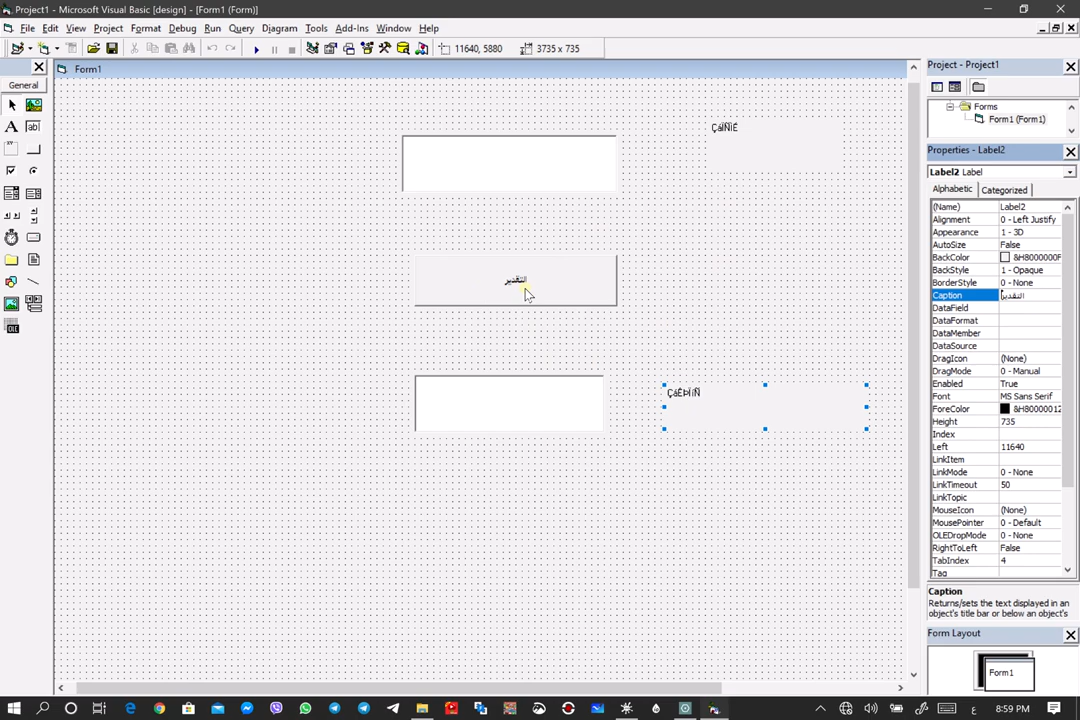 Project1 - Microsoft Visual Basic [design] - [Form1 (Form)]
File Edit View Project Format Debug Run Query Diagram Tools Add-Ins Window Help
11640, 5880
3735 x 735
General
Form1
ÇáÏÑÌÉ
التقدير
ÇáÊÞÏíÑ
Project - Project1
Forms
Form1 (Form1)
Properties - Label2
Label2 Label
Alphabetic Categorized
(Name) Label2
Alignment 0 - Left Justify
Appearance 1 - 3D
AutoSize False
BackColor &H8000000F
BackStyle 1 - Opaque
BorderStyle 0 - None
Caption التقدير
DataField
DataFormat
DataMember
DataSource
DragIcon (None)
DragMode 0 - Manual
Enabled True
Font MS Sans Serif
ForeColor &H80000012
Height 735
Index
Left 11640
LinkItem
LinkMode 0 - None
LinkTimeout 50
LinkTopic
MouseIcon (None)
MousePointer 0 - Default
OLEDropMode 0 - None
RightToLeft False
TabIndex 4
Tag
Caption
Returns/sets the text displayed in an
object's title bar or below an object's
Form Layout
Form1
8:59 PM